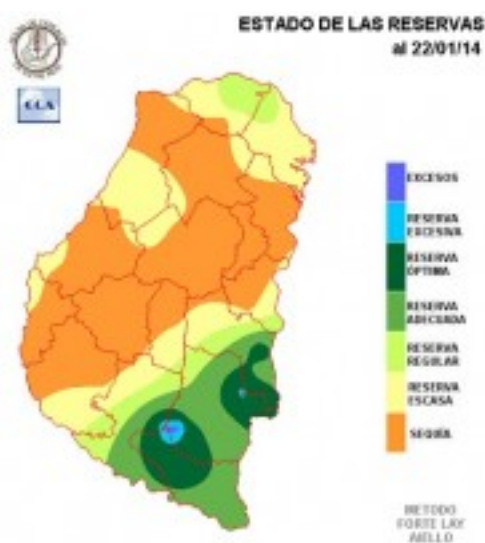 ESTADO DE LAS RESERVAS
al 22/01/14
CCA
EXCESOS
RESERVA
EXCESIVA
RESERVA
ÓPTIMA
RESERVA
ADECUADA
RESERVA
REGULAR
RESERVA
ESCASA
SEQUÍA
METODO
FORTE LAY
AIELLO